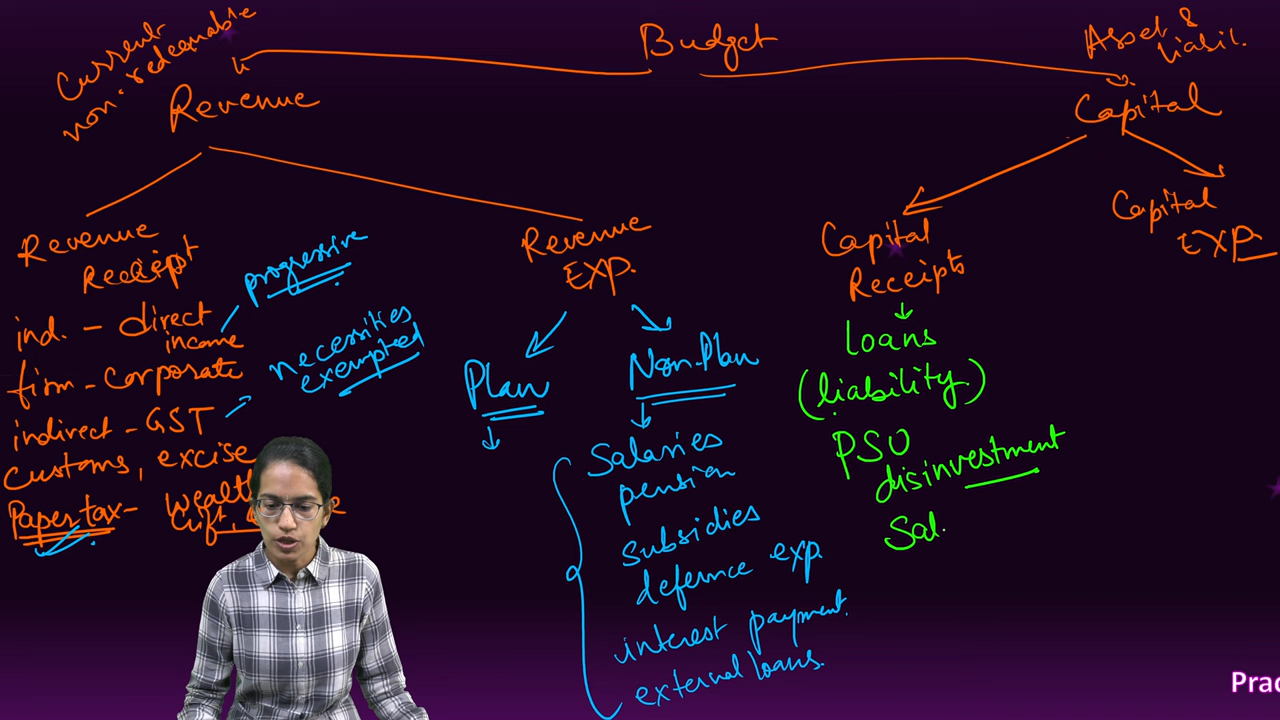 Budget
Current
non-redeemable
Revenue
Asset &
liabil.
Capital
Revenue
Receipt
progressive
ind. - direct
income
firm - corporate
necessities
exempted
indirect - GST
Customs, excise
Paper tax - wealth
Gift,
Revenue
EXP.
Plan
Non-Plan
Salaries
pension
subsidies
defernce exp.
interest payment.
external loans.
Capital
Receipts
loans
(liability)
PSU
disinvestment
Sal
Capital
EXP.
Prac